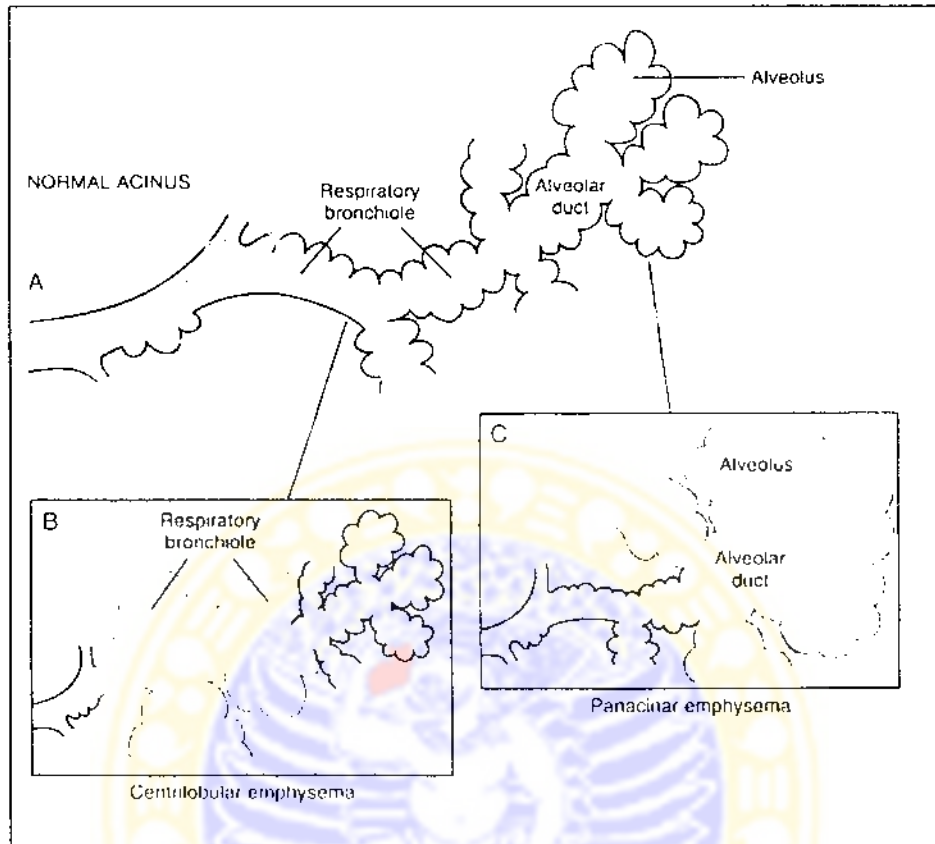 Alveolus
NORMAL ACINUS
Respiratory
bronchiole
Alveolar
duct
A
C
Alveolus
Alveolar
duct
Panacinar emphysema
B
Respiratory
bronchiole
Centrilobular emphysema